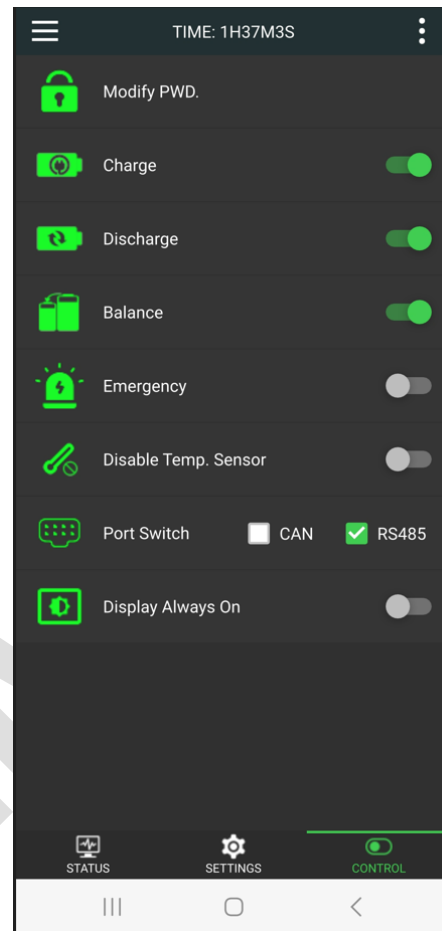 TIME: 1H37M3S
Modify PWD.
Charge
Discharge
Balance
Emergency
Disable Temp. Sensor
Port Switch CAN RS485
Display Always On
STATUS SETTINGS CONTROL